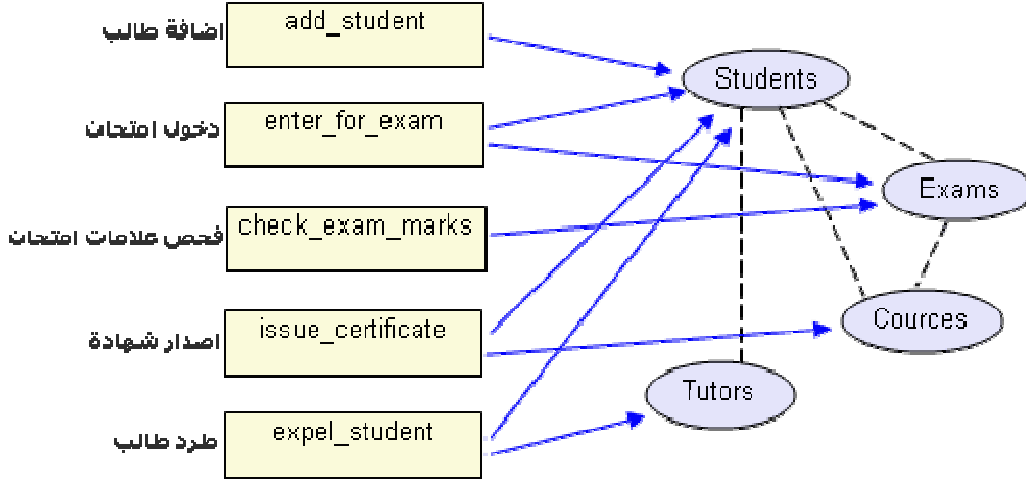 اضافة طالب
add_student
دخول امتحان
enter_for_exam
فحص علامات امتحان
check_exam_marks
اصدار شهادة
issue_certificate
طرد طالب
expel_student
Students
Exams
Cources
Tutors